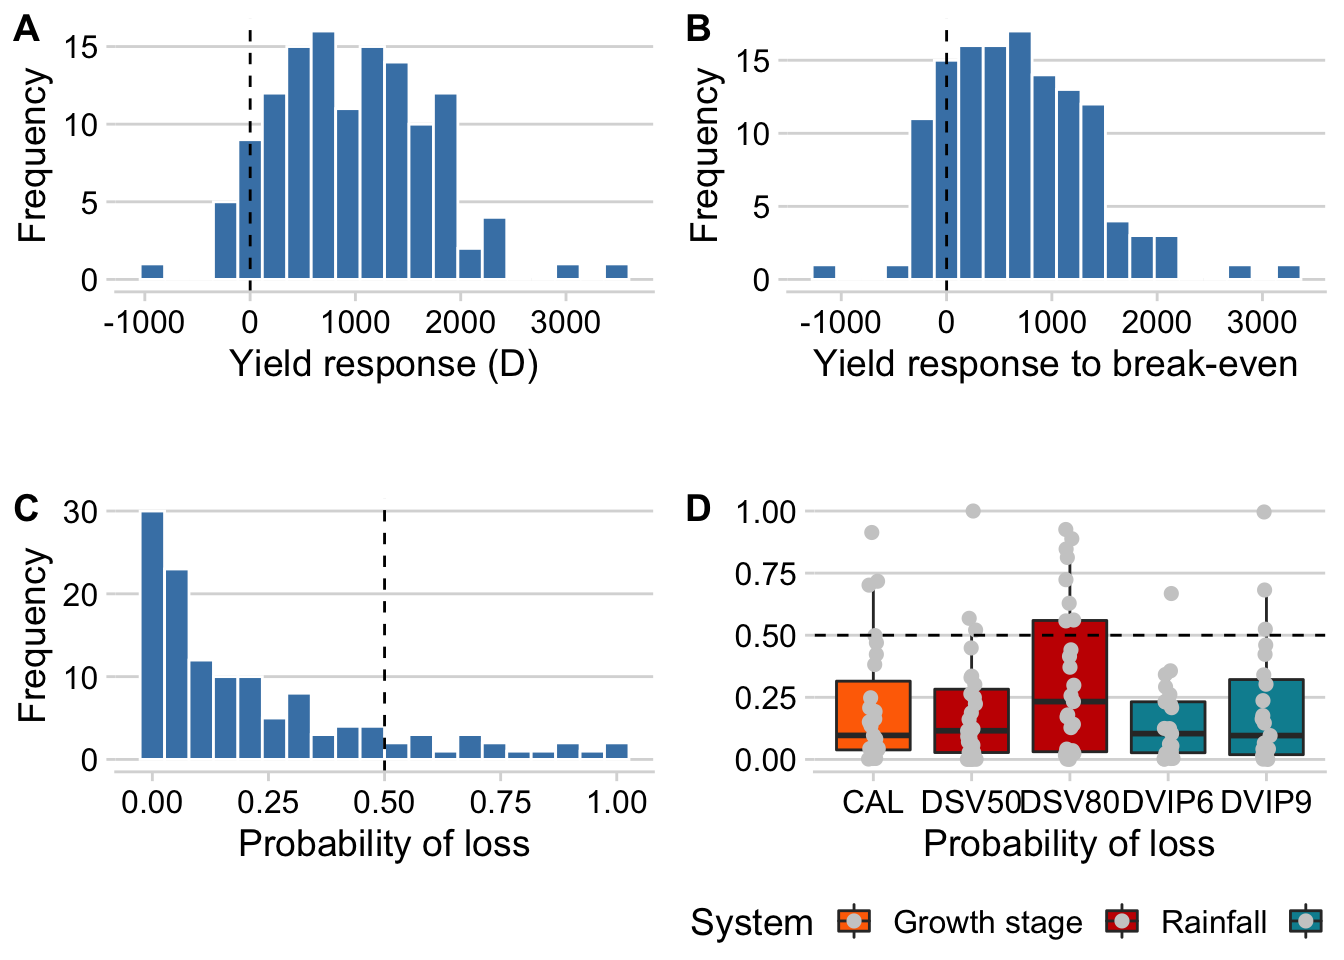 A
B
Frequency
15
10
5
0
-1000 0 1000 2000 3000
Yield response (D)
Frequency
15
10
5
0
-1000 0 1000 2000 3000
Yield response to break-even
C
Frequency
30
20
10
0
0.00 0.25 0.50 0.75 1.00
Probability of loss
D
1.00
0.75
0.50
0.25
0.00
CAL DSV50 DSV80 DVIP6 DVIP9
Probability of loss
System Growth stage Rainfall